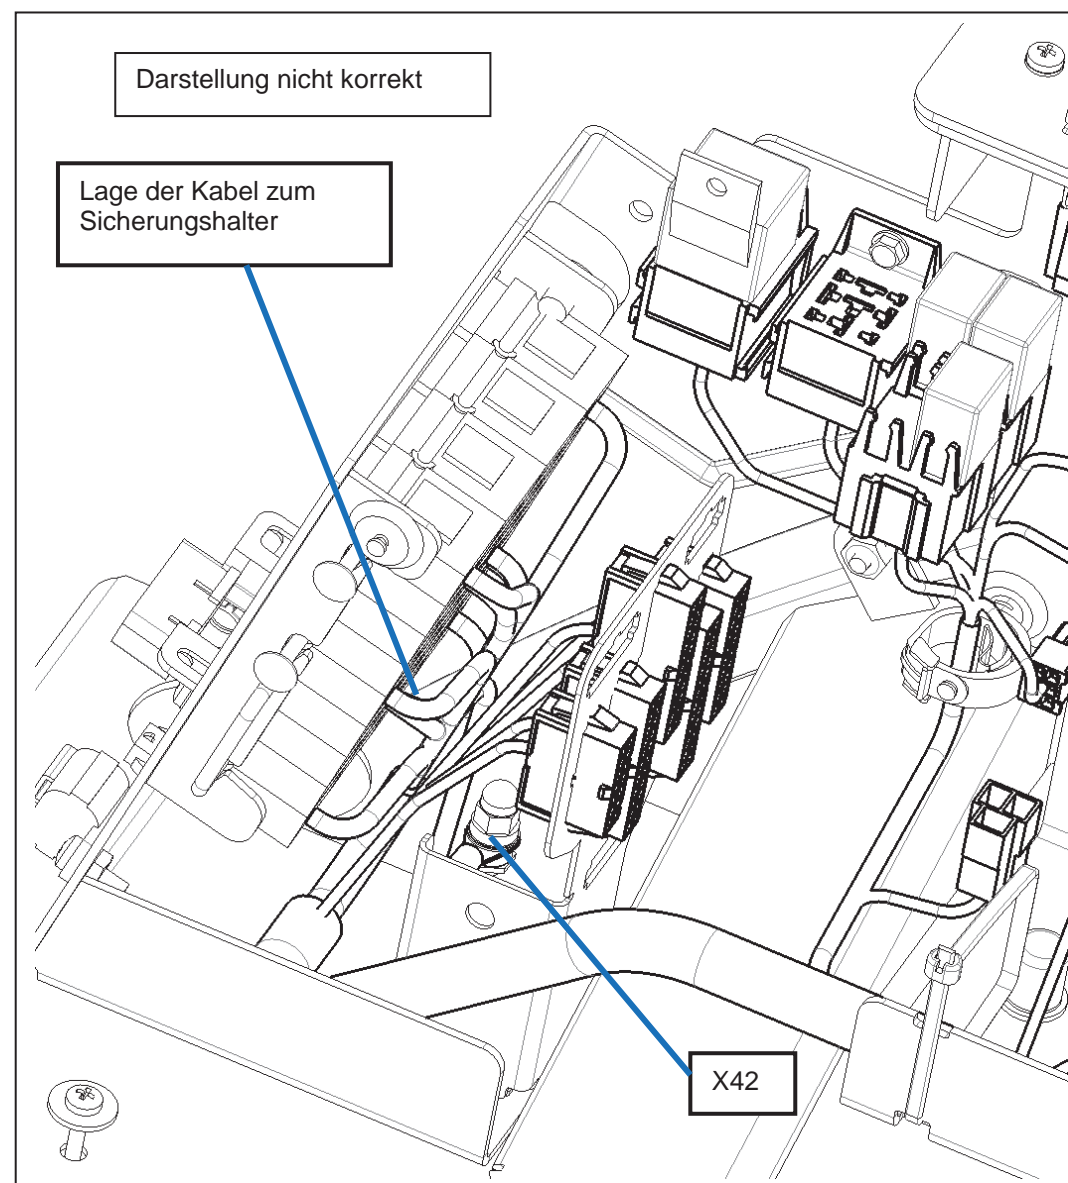 Darstellung nicht korrekt
Lage der Kabel zum
Sicherungshalter
X42